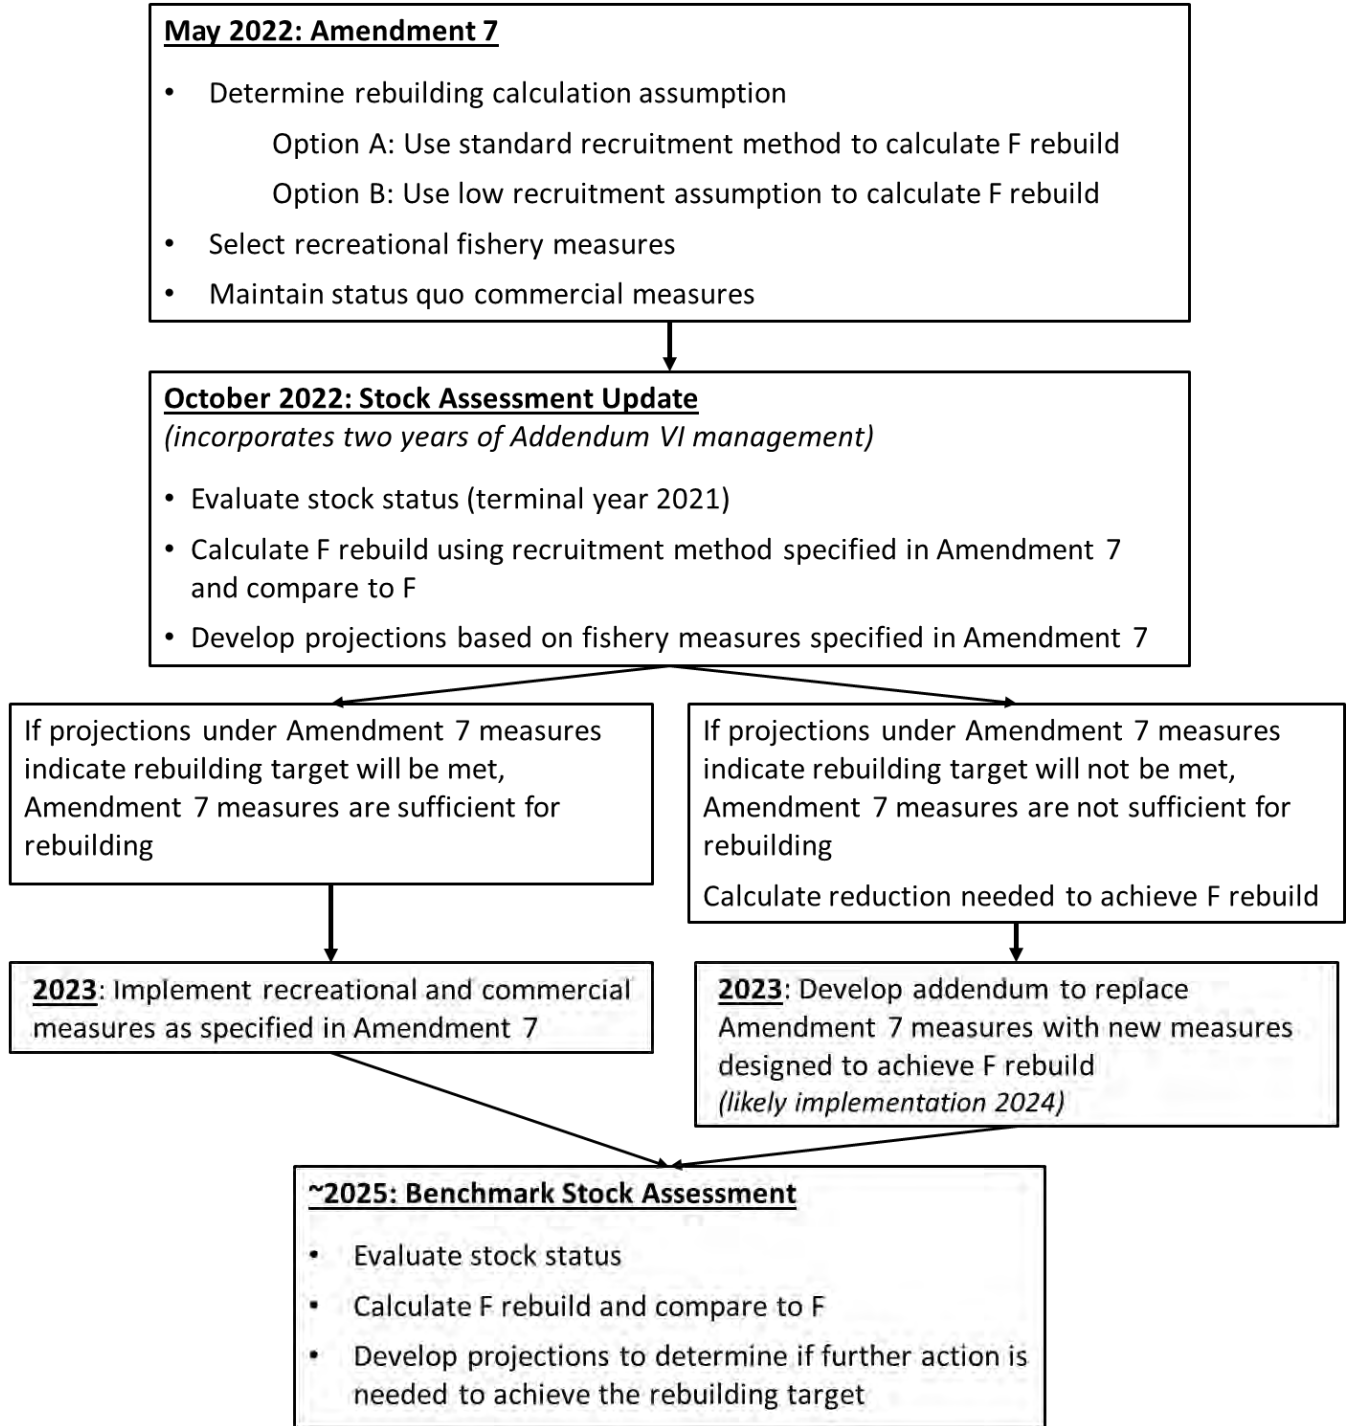 May 2022: Amendment 7
• Determine rebuilding calculation assumption
Option A: Use standard recruitment method to calculate F rebuild
Option B: Use low recruitment assumption to calculate F rebuild
• Select recreational fishery measures
• Maintain status quo commercial measures
October 2022: Stock Assessment Update
(incorporates two years of Addendum VI management)
• Evaluate stock status (terminal year 2021)
• Calculate F rebuild using recruitment method specified in Amendment 7
and compare to F
• Develop projections based on fishery measures specified in Amendment 7
If projections under Amendment 7 measures
indicate rebuilding target will be met,
Amendment 7 measures are sufficient for
rebuilding
If projections under Amendment 7 measures
indicate rebuilding target will not be met,
Amendment 7 measures are not sufficient for
rebuilding
Calculate reduction needed to achieve F rebuild
2023: Implement recreational and commercial
measures as specified in Amendment 7
2023: Develop addendum to replace
Amendment 7 measures with new measures
designed to achieve F rebuild
(likely implementation 2024)
~2025: Benchmark Stock Assessment
• Evaluate stock status
• Calculate F rebuild and compare to F
• Develop projections to determine if further action is
needed to achieve the rebuilding target